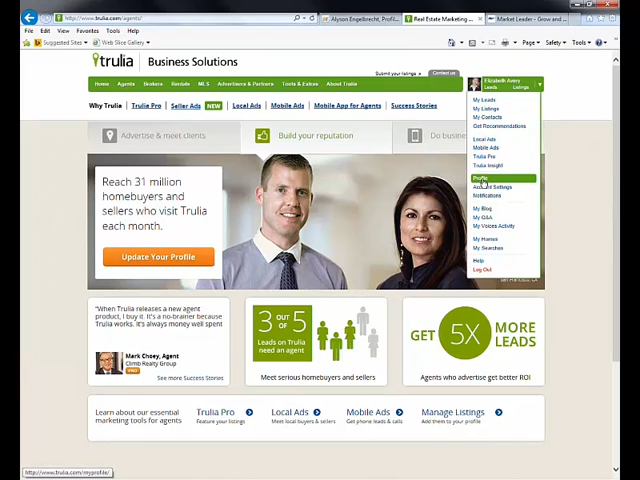 http://www.trulia.com/agents/
Alyson Engelbrecht, Profil...
Real Estate Marketing ...
Market Leader - Grow and ...
File Edit View Favorites Tools Help
Suggested Sites
Web Slice Gallery
Page Safety Tools
trulia Business Solutions
Submit your listings »
Contact us
Home Agents Brokers Rentals MLS Advertisers & Partners Tools & Extras About Trulia
Elizabeth Avery
Leads Listings
Why Trulia Trulia Pro Seller Ads NEW Local Ads Mobile Ads Mobile App for Agents Success Stories
My Leads
My Listings
My Contacts
Get Recommendations
Local Ads
Mobile Ads
Trulia Pro
Trulia Insight
Profile
Account Settings
Notifications
My Blog
My Q&A
My Voices Activity
My Homes
My Searches
Help
Log Out
Advertise & meet clients
Build your reputation
Do busin
Reach 31 million
homebuyers and
sellers who visit Trulia
each month.
Update Your Profile
San Francisco, CA
"When Trulia releases a new agent
product, I buy it. It's a no-brainer because
Trulia works. It's always money well spent
Mark Choey, Agent
Climb Realty Group
PRO
See more Success Stories
3 OUT OF 5
Leads on Trulia
need an agent
Meet serious homebuyers and sellers
GET 5X MORE LEADS
Agents who advertise get better ROI
Learn about our essential
marketing tools for agents
Trulia Pro
Feature your listings
Local Ads
Meet local buyers & sellers
Mobile Ads
Get phone leads & calls
Manage Listings
Add them to your profile
http://www.trulia.com/myprofile/